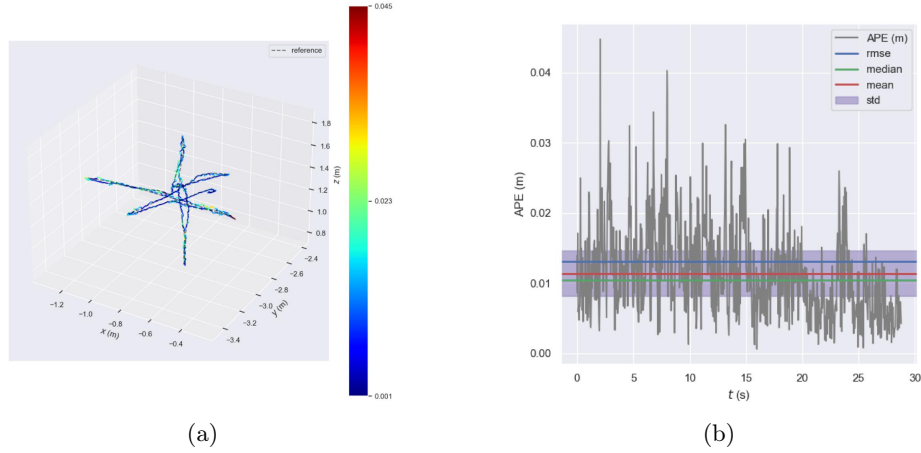 0.045
reference
1.8
1.6
1.4
1.2
1.0
0.8
z (m)
0.023
−2.4
−2.6
−2.8
−3.0
−3.2
−3.4
y (m)
−1.2
−1.0
−0.8
−0.6
−0.4
x (m)
0.001
(a)
APE (m)
rmse
median
mean
std
0.04
0.03
0.02
0.01
0.00
APE (m)
0 5 10 15 20 25 30
t (s)
(b)